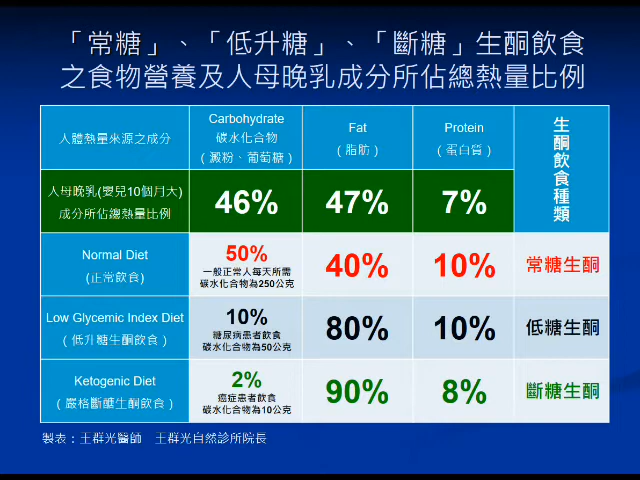 「常糖」、「低升糖」、「斷糖」生酮飲食
之食物營養及人母晚乳成分所佔總熱量比例
人體熱量來源之成分
Carbohydrate
碳水化合物
（澱粉、葡萄糖）
Fat
（脂肪）
Protein
（蛋白質）
生酮飲食種類
人母晚乳(嬰兒10個月大)
成分所佔總熱量比例
46%
47%
7%
Normal Diet
(正常飲食)
50%
一般正常人每天所需
碳水化合物為250公克
40%
10%
常糖生酮
Low Glycemic Index Diet
（低升糖生酮飲食）
10%
糖尿病患者飲食
碳水化合物為50公克
80%
10%
低糖生酮
Ketogenic Diet
（嚴格斷醣生酮飲食）
2%
癌症患者飲食
碳水化合物為10公克
90%
8%
斷糖生酮
製表：王群光醫師　王群光自然診所院長